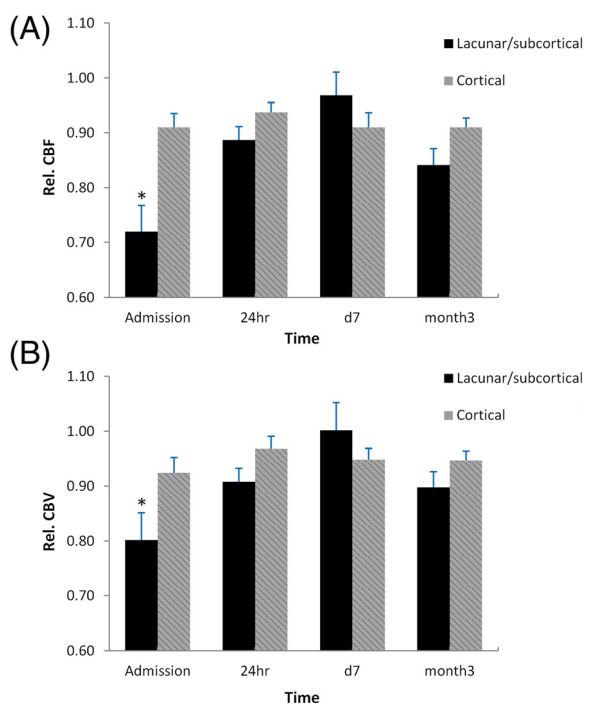 (A)
1.10
1.00
0.90
0.80
0.70
0.60
Rel. CBF
*
Lacunar/subcortical
Cortical
Admission 24hr d7 month3
Time
(B)
1.10
1.00
0.90
0.80
0.70
0.60
Rel. CBV
*
Lacunar/subcortical
Cortical
Admission 24hr d7 month3
Time